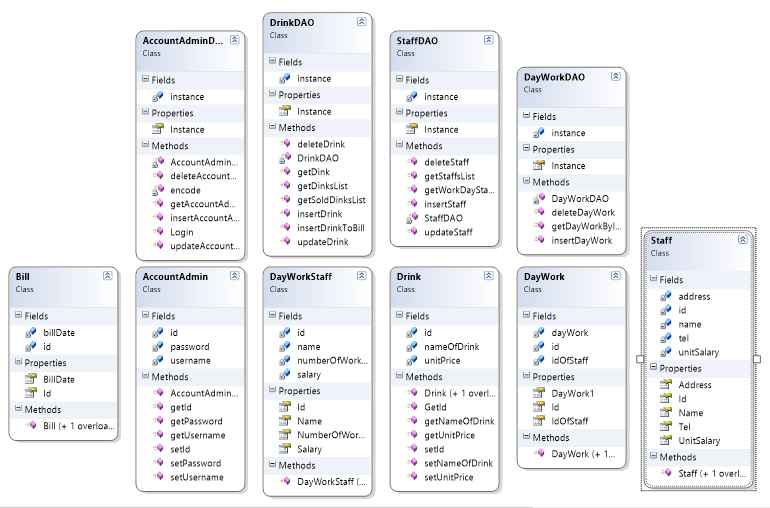 AccountAdminD...
Class
Fields
instance
Properties
Instance
Methods
AccountAdmin...
deleteAccount...
encode
getAccountAd...
insertAccountA...
Login
updateAccount...
DrinkDAO
Class
Fields
instance
Properties
Instance
Methods
deleteDrink
DrinkDAO
getDink
getDinksList
getSoldDinksList
insertDrink
insertDrinkToBill
updateDrink
StaffDAO
Class
Fields
instance
Properties
Instance
Methods
deleteStaff
getStaffsList
getWorkDaySta...
insertStaff
StaffDAO
updateStaff
DayWorkDAO
Class
Fields
instance
Properties
Instance
Methods
DayWorkDAO
deleteDayWork
getDayWorkByI...
insertDayWork
Bill
Class
Fields
billDate
id
Properties
BillDate
Id
Methods
Bill (+ 1 overloa...
AccountAdmin
Class
Fields
id
password
username
Methods
AccountAdmin...
getId
getPassword
getUsername
setId
setPassword
setUsername
DayWorkStaff
Class
Fields
id
name
numberOfWork...
salary
Properties
Id
Name
NumberOfWor...
Salary
Methods
DayWorkStaff (...
Drink
Class
Fields
id
nameOfDrink
unitPrice
Methods
Drink (+ 1 overl...
GetId
getNameOfDrink
getUnitPrice
setId
setNameOfDrink
setUnitPrice
DayWork
Class
Fields
dayWork
id
idOfStaff
Properties
DayWork1
Id
IdOfStaff
Methods
DayWork (+ 1...
Staff
Class
Fields
address
id
name
tel
unitSalary
Properties
Address
Id
Name
Tel
UnitSalary
Methods
Staff (+ 1 overl...